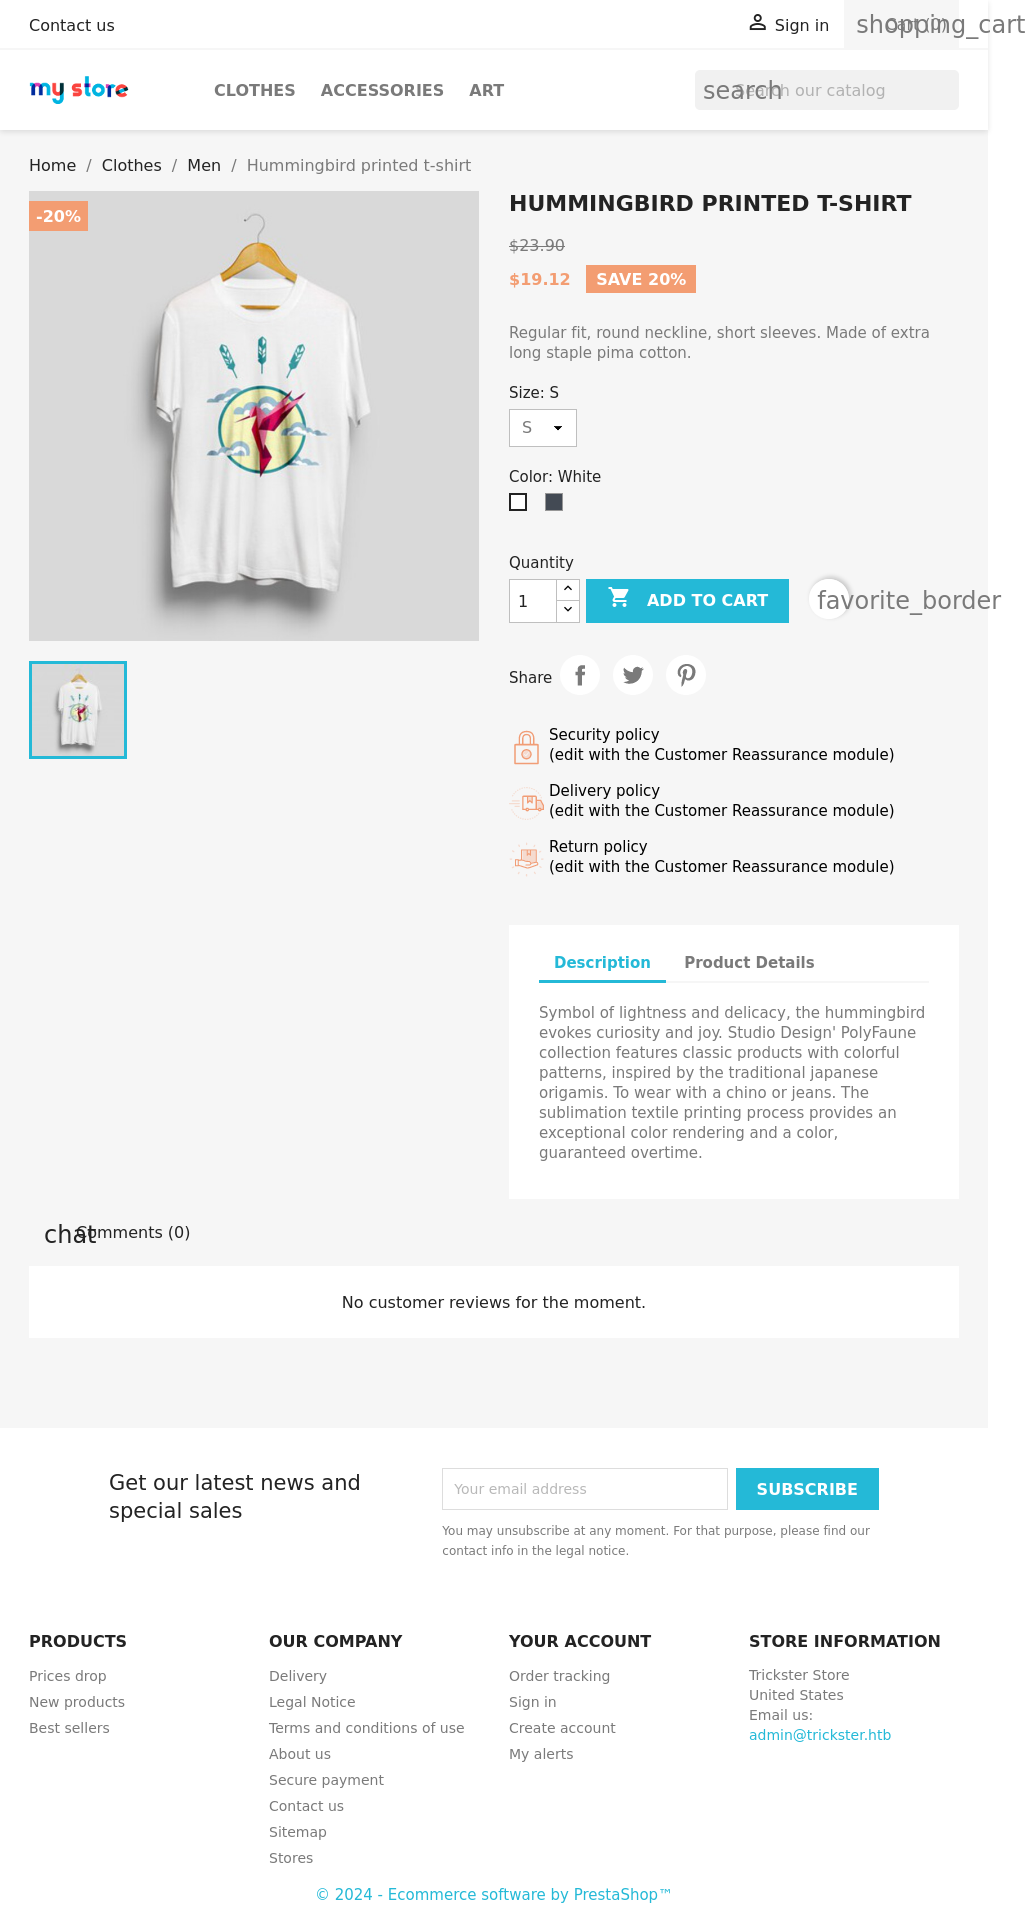 Contact us
Sign in
shopping_cart
Cart (0)
my store
CLOTHES ACCESSORIES ART
search
Search our catalog
Home / Clothes / Men / Hummingbird printed t-shirt
-20%
HUMMINGBIRD PRINTED T-SHIRT
$23.90
$19.12 SAVE 20%
Regular fit, round neckline, short sleeves. Made of extra
long staple pima cotton.
Size: S
S
Color: White
Quantity
1
ADD TO CART
favorite_border
Share
Security policy
(edit with the Customer Reassurance module)
Delivery policy
(edit with the Customer Reassurance module)
Return policy
(edit with the Customer Reassurance module)
Description Product Details
Symbol of lightness and delicacy, the hummingbird
evokes curiosity and joy. Studio Design' PolyFaune
collection features classic products with colorful
patterns, inspired by the traditional japanese
origamis. To wear with a chino or jeans. The
sublimation textile printing process provides an
exceptional color rendering and a color,
guaranteed overtime.
chat
Comments (0)
No customer reviews for the moment.
Get our latest news and
special sales
Your email address
SUBSCRIBE
You may unsubscribe at any moment. For that purpose, please find our
contact info in the legal notice.
PRODUCTS
Prices drop
New products
Best sellers
OUR COMPANY
Delivery
Legal Notice
Terms and conditions of use
About us
Secure payment
Contact us
Sitemap
Stores
YOUR ACCOUNT
Order tracking
Sign in
Create account
My alerts
STORE INFORMATION
Trickster Store
United States
Email us:
admin@trickster.htb
© 2024 - Ecommerce software by PrestaShop™